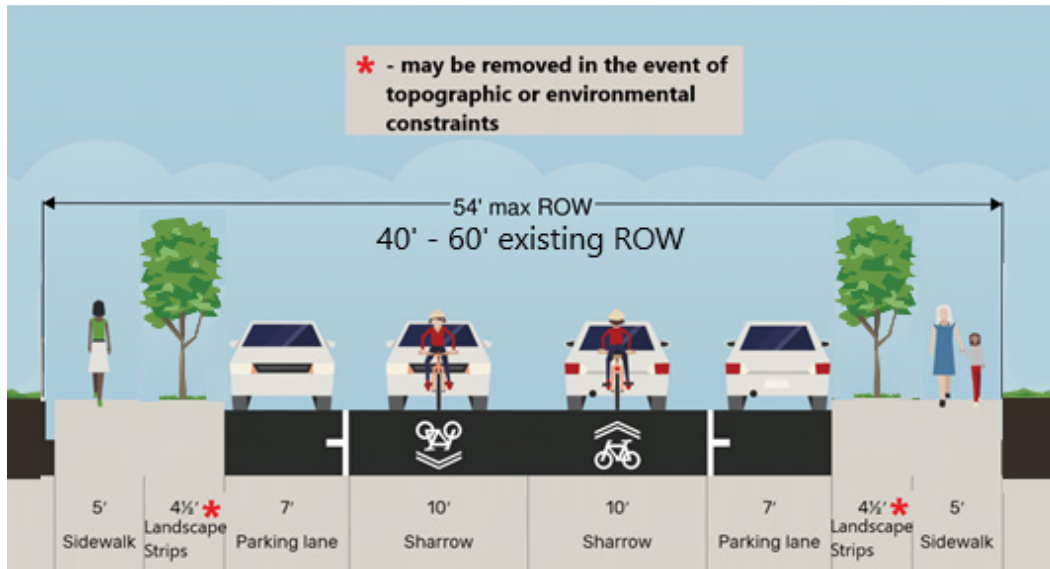 * - may be removed in the event of
topographic or environmental
constraints
54' max ROW
40' - 60' existing ROW
5' 4½' * 7' 10' 10' 7' 4½' * 5'
Sidewalk Landscape Strips Parking lane Sharrow Sharrow Parking lane Landscape Strips Sidewalk